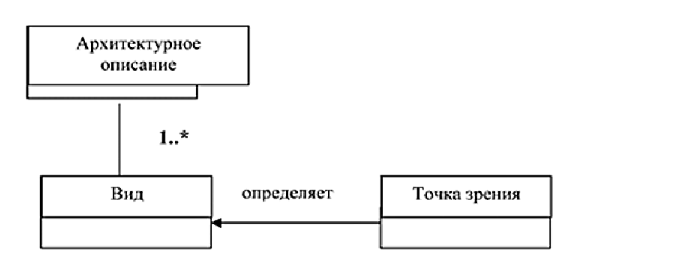 Архитектурное
описание
1..*
Вид
определяет
Точка зрения